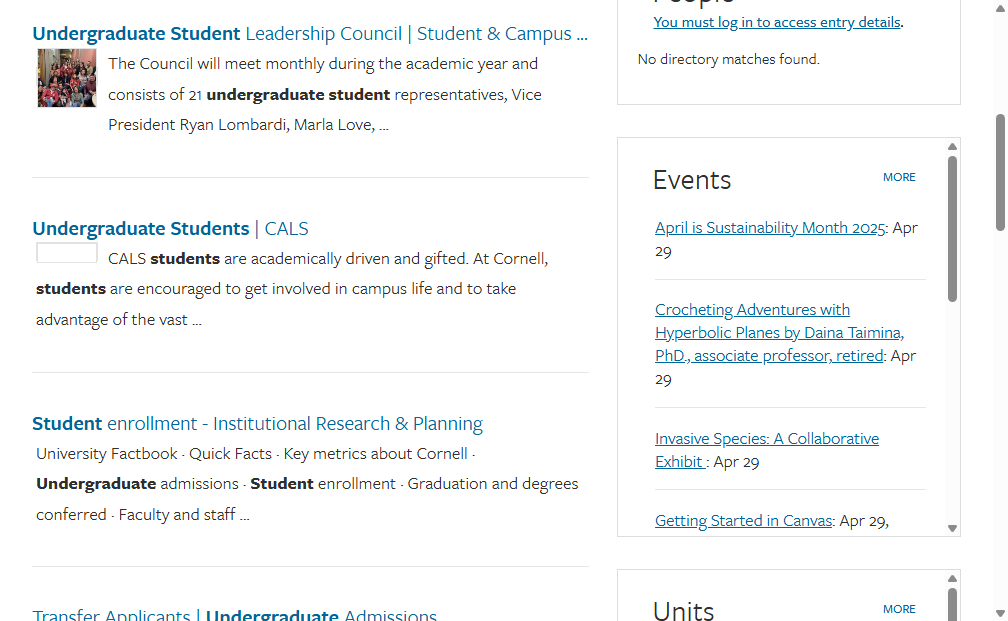 Undergraduate Student Leadership Council | Student & Campus ...
The Council will meet monthly during the academic year and
consists of 21 undergraduate student representatives, Vice
President Ryan Lombardi, Marla Love, ...
Undergraduate Students | CALS
CALS students are academically driven and gifted. At Cornell,
students are encouraged to get involved in campus life and to take
advantage of the vast ...
Student enrollment - Institutional Research & Planning
University Factbook · Quick Facts · Key metrics about Cornell ·
Undergraduate admissions · Student enrollment · Graduation and degrees
conferred · Faculty and staff ...
Transfer Applicants | Undergraduate Admissions
People
You must log in to access entry details.
No directory matches found.
Events
MORE
April is Sustainability Month 2025: Apr
29
Crocheting Adventures with
Hyperbolic Planes by Daina Taimina,
PhD., associate professor, retired: Apr
29
Invasive Species: A Collaborative
Exhibit : Apr 29
Getting Started in Canvas: Apr 29,
Units
MORE